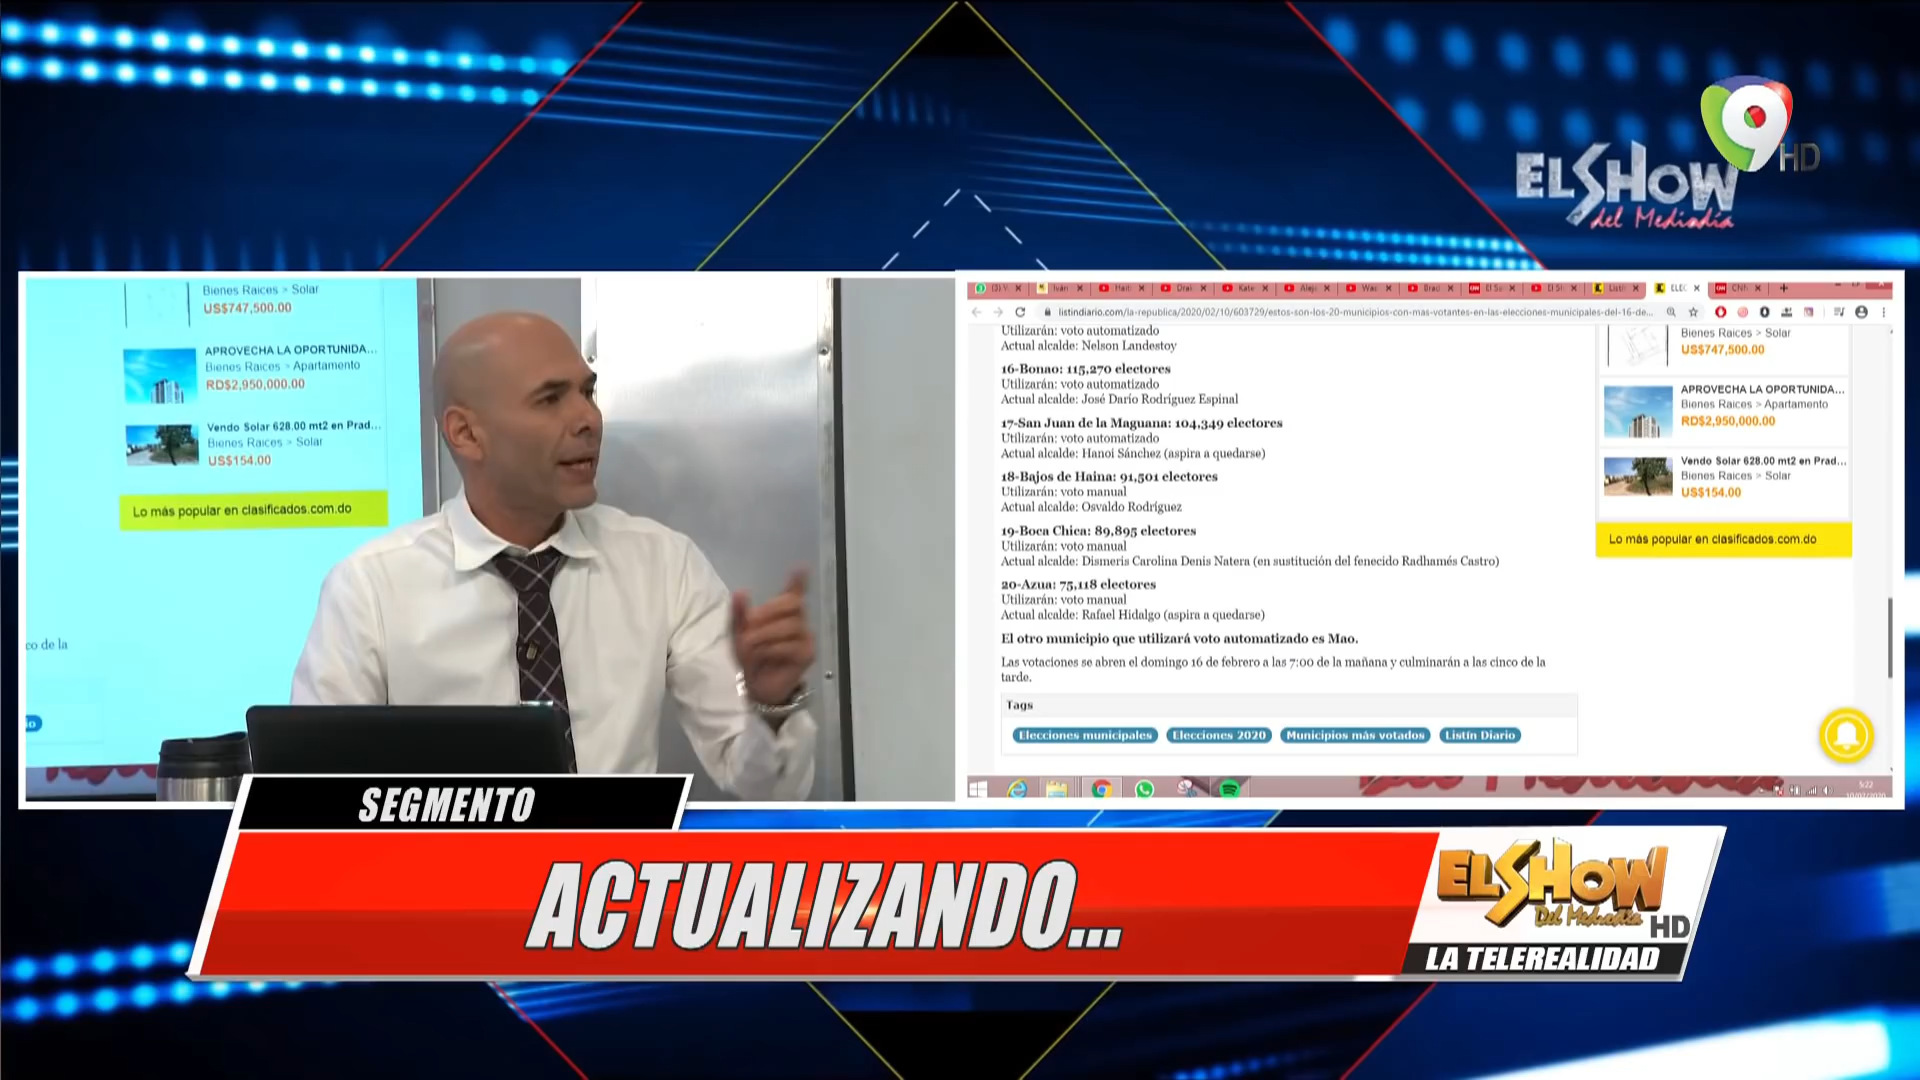 9 HD
EL SHOW
del Mediodía
Bienes Raices > Solar
US$747,500.00
APROVECHA LA OPORTUNIDA...
Bienes Raices > Apartamento
RD$2,950,000.00
Vendo Solar 628.00 mt2 en Prad...
Bienes Raices > Solar
US$154.00
Lo más popular en clasificados.com.do
co de la
listindiario.com/la-republica/2020/02/10/603729/estos-son-los-20-municipios-con-mas-votantes-en-las-elecciones-municipales-del-16-de...
Utilizarán: voto automatizado
Actual alcalde: Nelson Landestoy
16-Bonao: 115,270 electores
Utilizarán: voto automatizado
Actual alcalde: José Darío Rodríguez Espinal
17-San Juan de la Maguana: 104,349 electores
Utilizarán: voto automatizado
Actual alcalde: Hanoi Sánchez (aspira a quedarse)
18-Bajos de Haina: 91,501 electores
Utilizarán: voto manual
Actual alcalde: Osvaldo Rodríguez
19-Boca Chica: 89,895 electores
Utilizarán: voto manual
Actual alcalde: Dismeris Carolina Denis Natera (en sustitución del fenecido Radhamés Castro)
20-Azua: 75,118 electores
Utilizarán: voto manual
Actual alcalde: Rafael Hidalgo (aspira a quedarse)
El otro municipio que utilizará voto automatizado es Mao.
Las votaciones se abren el domingo 16 de febrero a las 7:00 de la mañana y culminarán a las cinco de la
tarde.
Tags
Elecciones municipales Elecciones 2020 Municipios más votados Listín Diario
Bienes Raices > Solar
US$747,500.00
APROVECHA LA OPORTUNIDA...
Bienes Raices > Apartamento
RD$2,950,000.00
Vendo Solar 628.00 mt2 en Prad...
Bienes Raices > Solar
US$154.00
Lo más popular en clasificados.com.do
SEGMENTO
ACTUALIZANDO...
EL SHOW
Del Mediodía HD
LA TELEREALIDAD